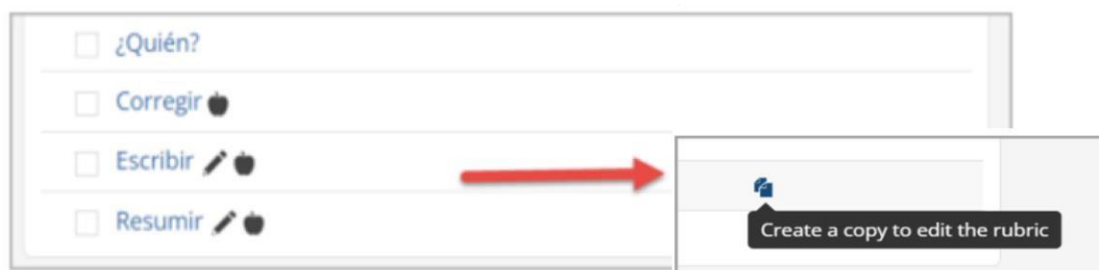 ¿Quién?
Corregir
Escribir
Resumir
Create a copy to edit the rubric